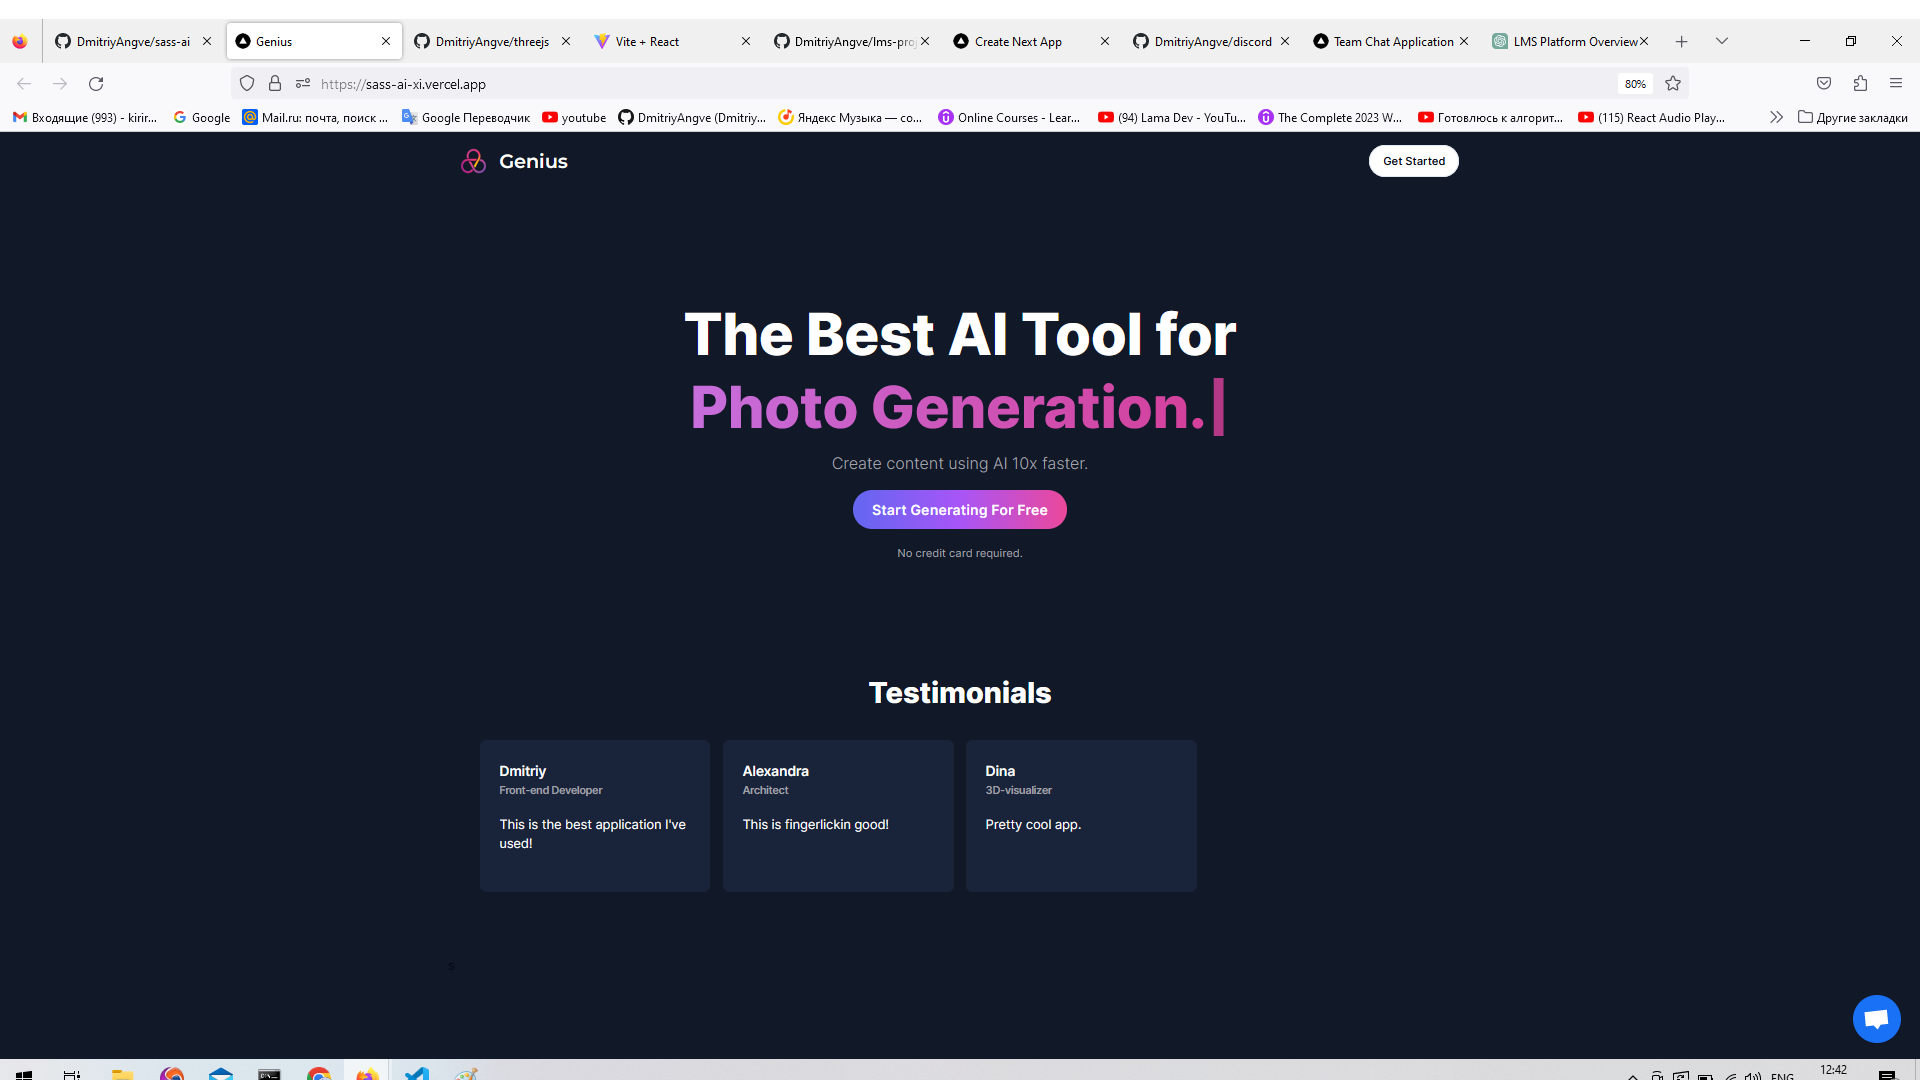 DmitriyAngve/sass-ai
Genius
DmitriyAngve/threejs
Vite + React
DmitriyAngve/lms-pro
Create Next App
DmitriyAngve/discord
Team Chat Application
LMS Platform Overview
https://sass-ai-xi.vercel.app
80%
Входящие (993) - kirir...
Google
Mail.ru: почта, поиск ...
Google Переводчик
youtube
DmitriyAngve (Dmitriy...
Яндекс Музыка — со...
Online Courses - Lear...
(94) Lama Dev - YouTu...
The Complete 2023 W...
Готовлюсь к алгорит...
(115) React Audio Play...
Другие закладки
Genius
Get Started
The Best AI Tool for
Photo Generation.|
Create content using AI 10x faster.
Start Generating For Free
No credit card required.
Testimonials
Dmitriy
Front-end Developer
This is the best application I've
used!
Alexandra
Architect
This is fingerlickin good!
Dina
3D-visualizer
Pretty cool app.
s
ENG
12:42